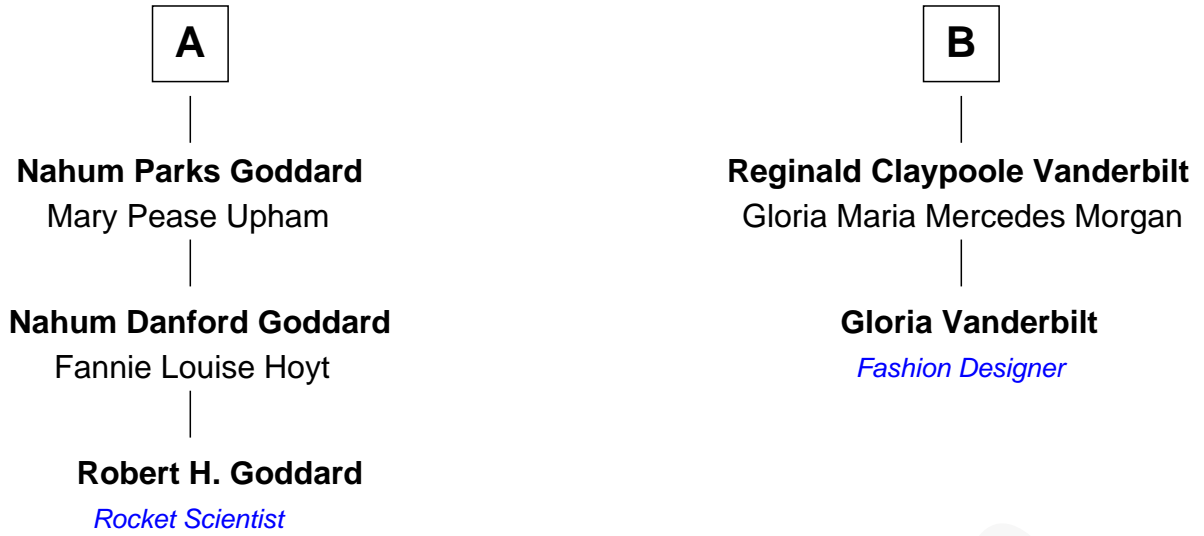 A
Nahum Parks Goddard
Mary Pease Upham
Nahum Danford Goddard
Fannie Louise Hoyt
Robert H. Goddard
Rocket Scientist
B
Reginald Claypoole Vanderbilt
Gloria Maria Mercedes Morgan
Gloria Vanderbilt
Fashion Designer